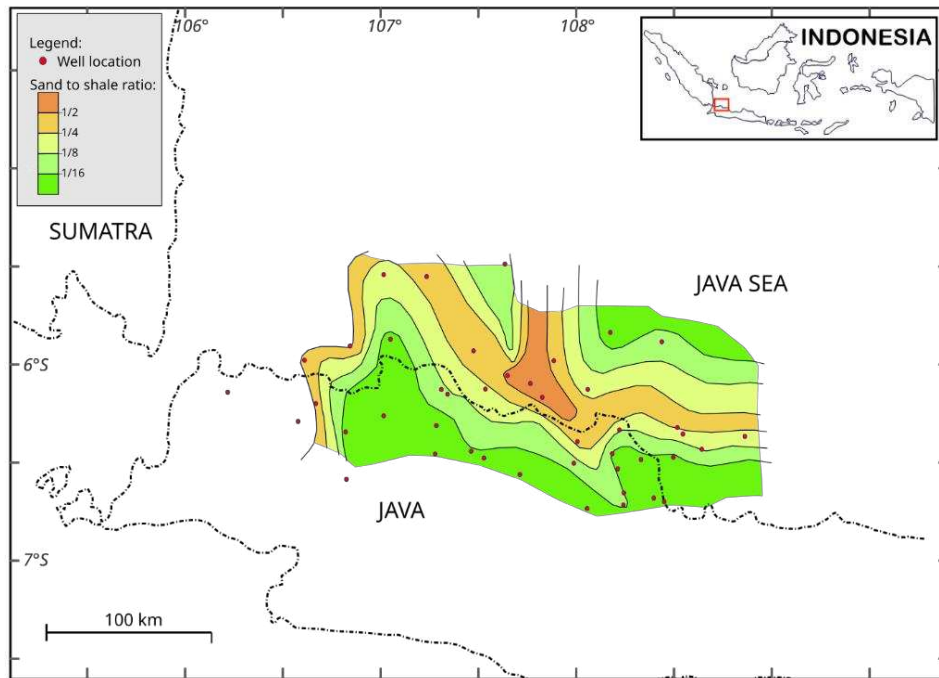 106°
107°
108°
Legend:
Well location
Sand to shale ratio:
1/2
1/4
1/8
1/16
INDONESIA
SUMATRA
JAVA SEA
6°S
6°S
JAVA
7°S
100 km